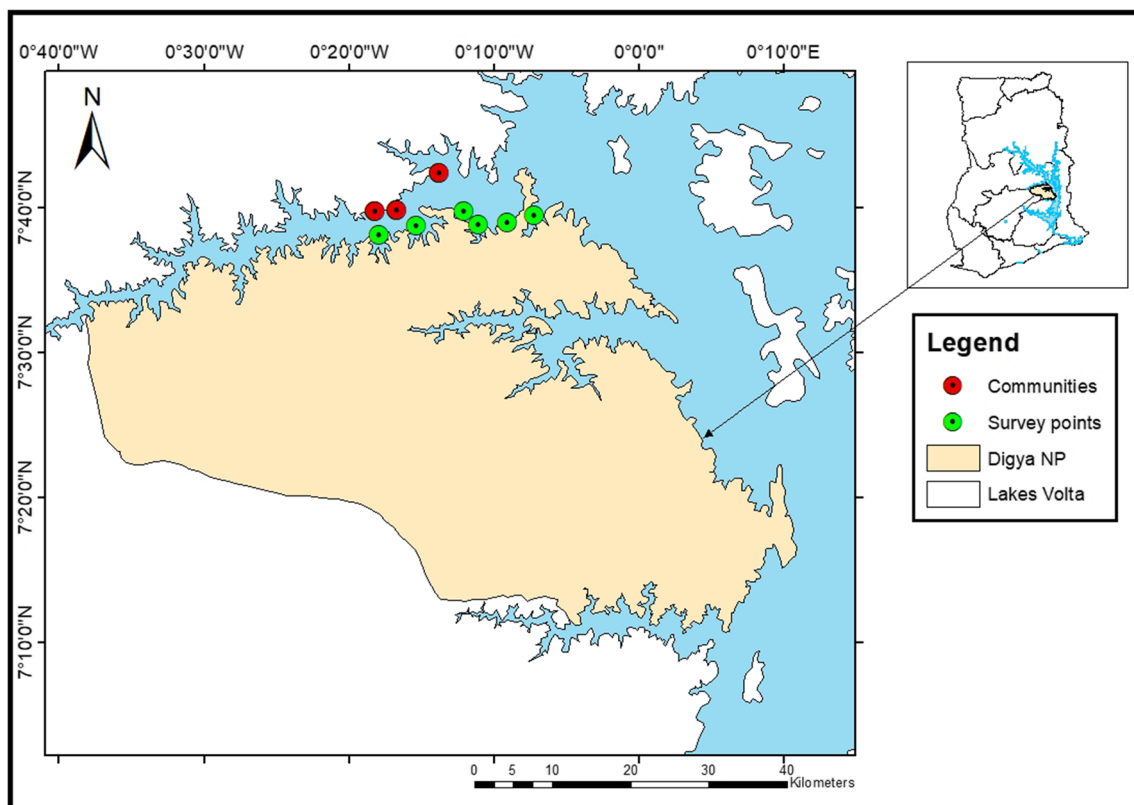 0°40'0"W 0°30'0"W 0°20'0"W 0°10'0"W 0°0'0" 0°10'0"E
N
7°40'0"N
7°30'0"N
7°20'0"N
7°10'0"N
Legend
Communities
Survey points
Digya NP
Lakes Volta
0 5 10 20 30 40
Kilometers